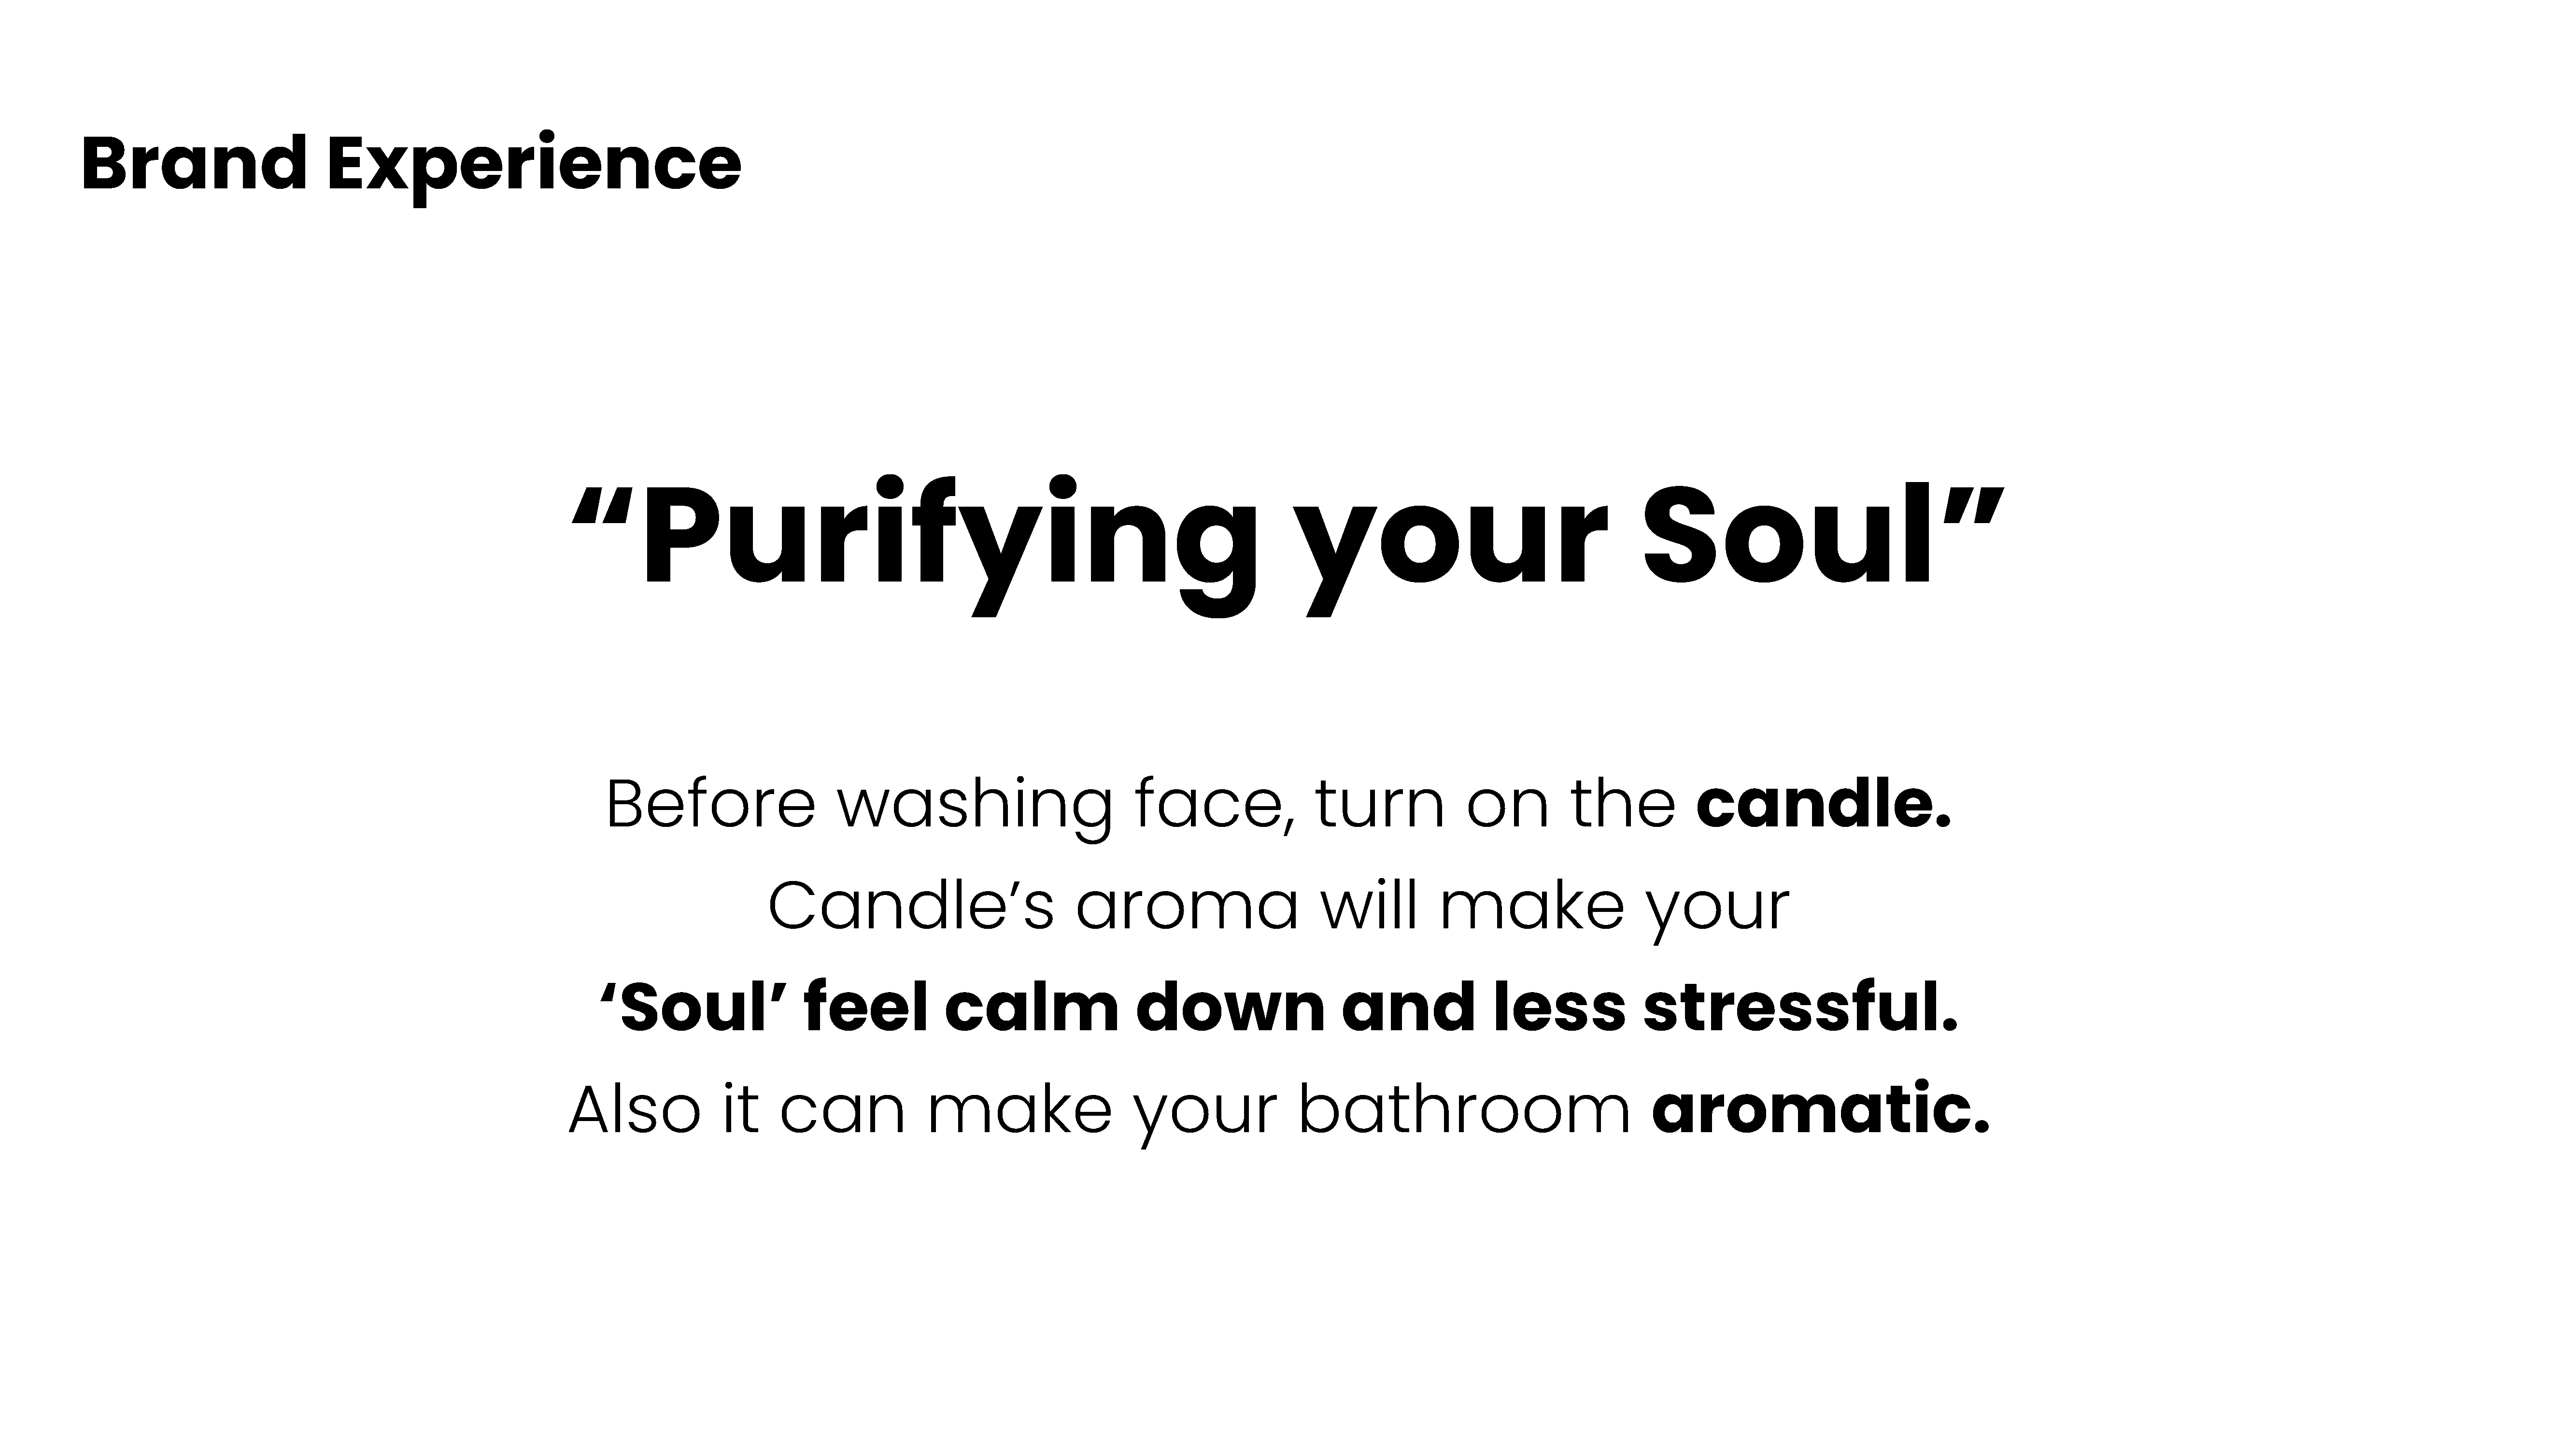 Brand Experience
“Purifying your Soul”
Before washing face, turn on the candle.
Candle’s aroma will make your
‘Soul’ feel calm down and less stressful.
Also it can make your bathroom aromatic.